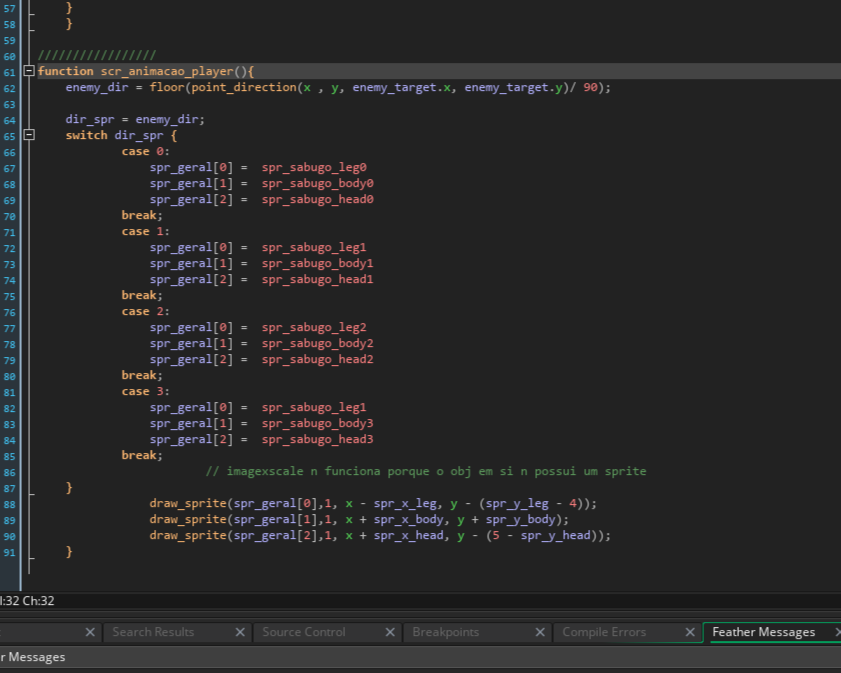 57 }
58 }
59
60 /////////////////
61 function scr_animacao_player(){
62 enemy_dir = floor(point_direction(x , y, enemy_target.x, enemy_target.y)/ 90);
63
64 dir_spr = enemy_dir;
65 switch dir_spr {
66 case 0:
67 spr_geral[0] = spr_sabugo_leg0
68 spr_geral[1] = spr_sabugo_body0
69 spr_geral[2] = spr_sabugo_head0
70 break;
71 case 1:
72 spr_geral[0] = spr_sabugo_leg1
73 spr_geral[1] = spr_sabugo_body1
74 spr_geral[2] = spr_sabugo_head1
75 break;
76 case 2:
77 spr_geral[0] = spr_sabugo_leg2
78 spr_geral[1] = spr_sabugo_body2
79 spr_geral[2] = spr_sabugo_head2
80 break;
81 case 3:
82 spr_geral[0] = spr_sabugo_leg1
83 spr_geral[1] = spr_sabugo_body3
84 spr_geral[2] = spr_sabugo_head3
85 break;
86 // imagexscale n funciona porque o obj em si n possui um sprite
87 }
88 draw_sprite(spr_geral[0],1, x - spr_x_leg, y - (spr_y_leg - 4));
89 draw_sprite(spr_geral[1],1, x + spr_x_body, y + spr_y_body);
90 draw_sprite(spr_geral[2],1, x + spr_x_head, y - (5 - spr_y_head));
91 }
l:32 Ch:32
Search Results Source Control Breakpoints Compile Errors Feather Messages
r Messages